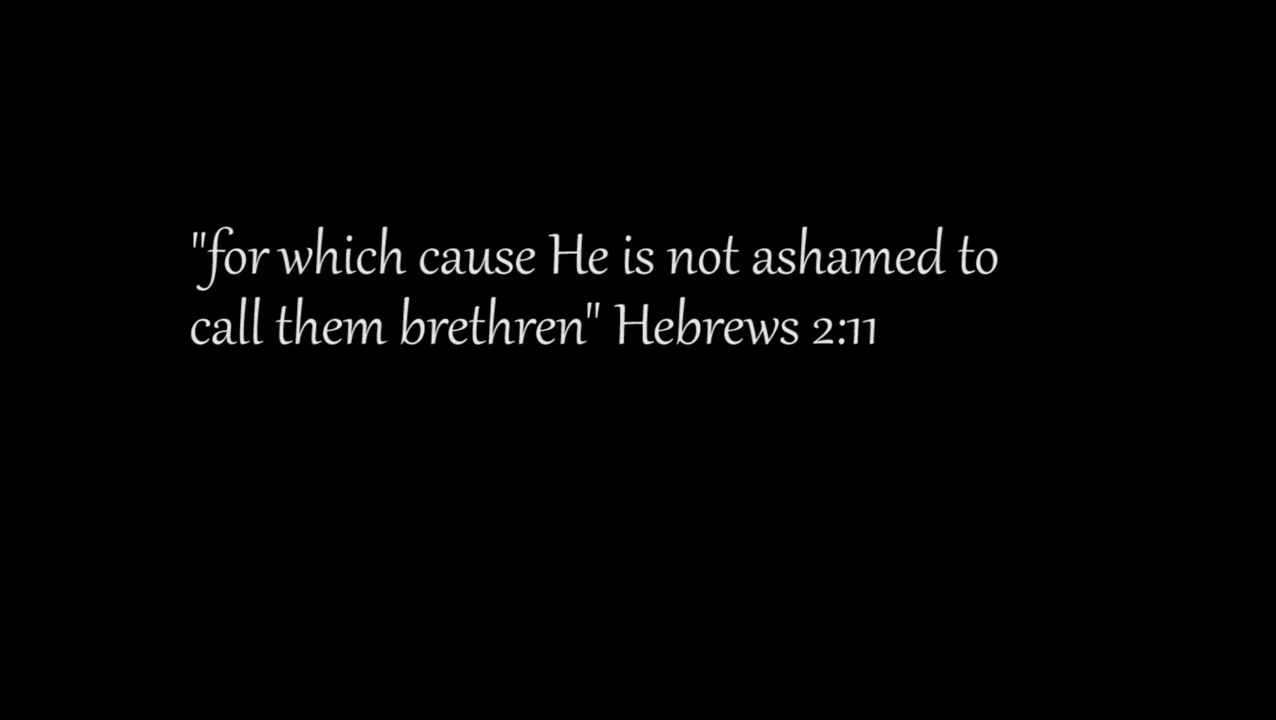 "for which cause He is not ashamed to
call them brethren" Hebrews 2:11